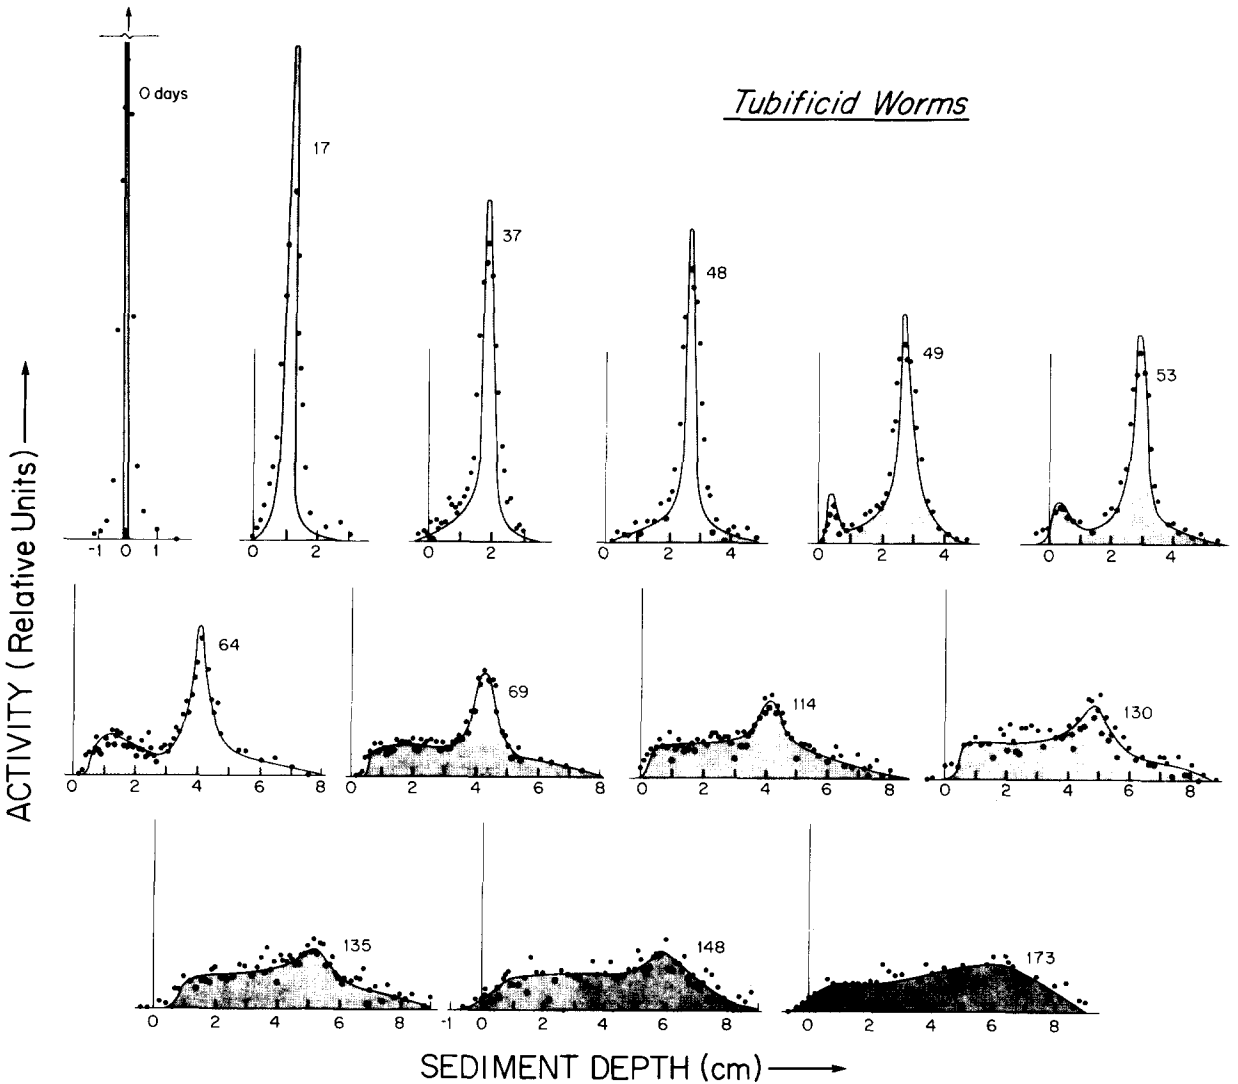 Tubificid Worms
0 days
17
37
48
49
53
-1 0 1
0 2
0 2
0 2 4
0 2 4
0 2 4
ACTIVITY (Relative Units)
64
69
114
130
0 2 4 6 8
0 2 4 6 8
0 2 4 6 8
0 2 4 6 8
135
148
173
0 2 4 6 8
-1 0 2 4 6 8
0 2 4 6 8
SEDIMENT DEPTH (cm)